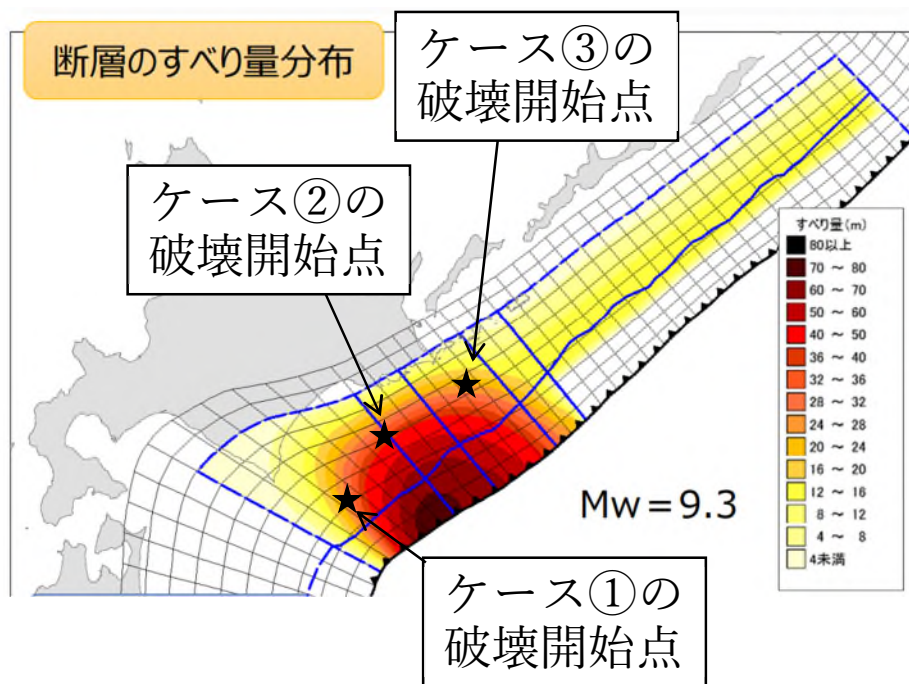 断層のすべり量分布
ケース③の
破壊開始点
ケース②の
破壊開始点
すべり量(m)
80以上
70 ～ 80
60 ～ 70
50 ～ 60
40 ～ 50
36 ～ 40
32 ～ 36
28 ～ 32
24 ～ 28
20 ～ 24
16 ～ 20
12 ～ 16
8 ～ 12
4 ～ 8
4未満
Mw＝9.3
ケース①の
破壊開始点